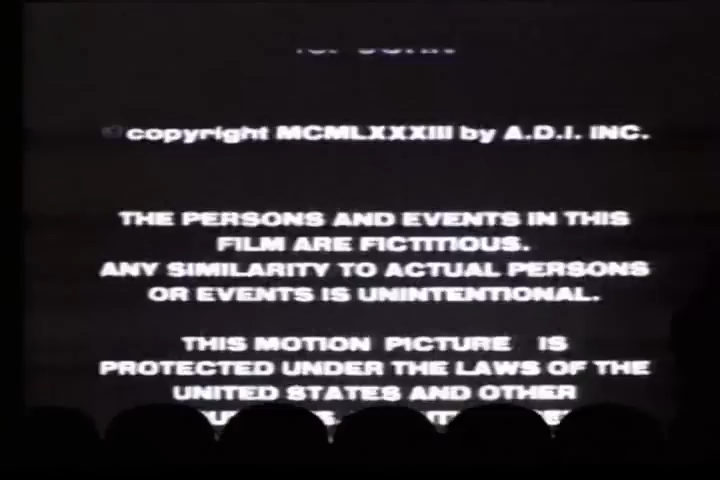 © copyright MCMLXXXIII by A.D.I. INC.
THE PERSONS AND EVENTS IN THIS
FILM ARE FICTITIOUS.
ANY SIMILARITY TO ACTUAL PERSONS
OR EVENTS IS UNINTENTIONAL.
THIS MOTION PICTURE IS
PROTECTED UNDER THE LAWS OF THE
UNITED STATES AND OTHER